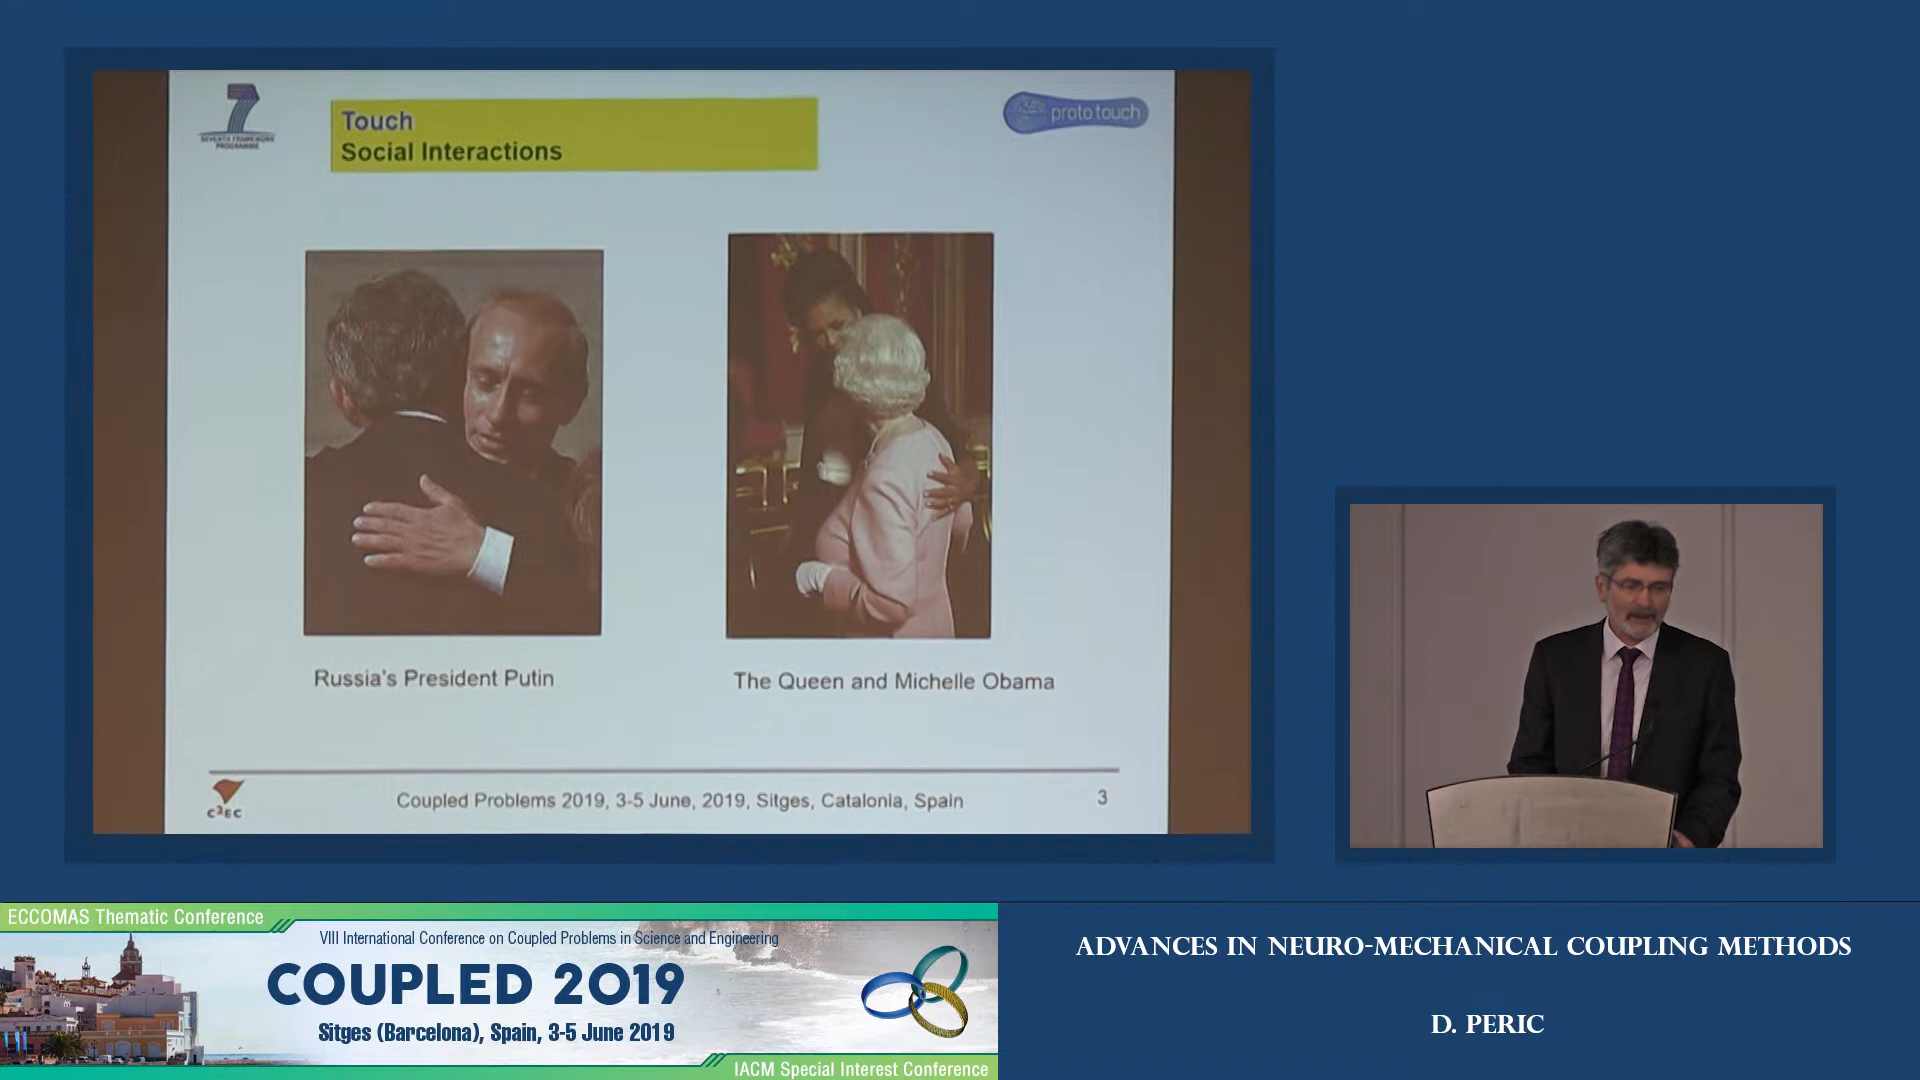 SEVENTH FRAMEWORK
PROGRAMME
Touch
Social Interactions
proto touch
Russia's President Putin
The Queen and Michelle Obama
C²EC
Coupled Problems 2019, 3-5 June, 2019, Sitges, Catalonia, Spain
3
ECCOMAS Thematic Conference
VIII International Conference on Coupled Problems in Science and Engineering
COUPLED 2019
Sitges (Barcelona), Spain, 3-5 June 2019
IACM Special Interest Conference
ADVANCES IN NEURO-MECHANICAL COUPLING METHODS
D. PERIC